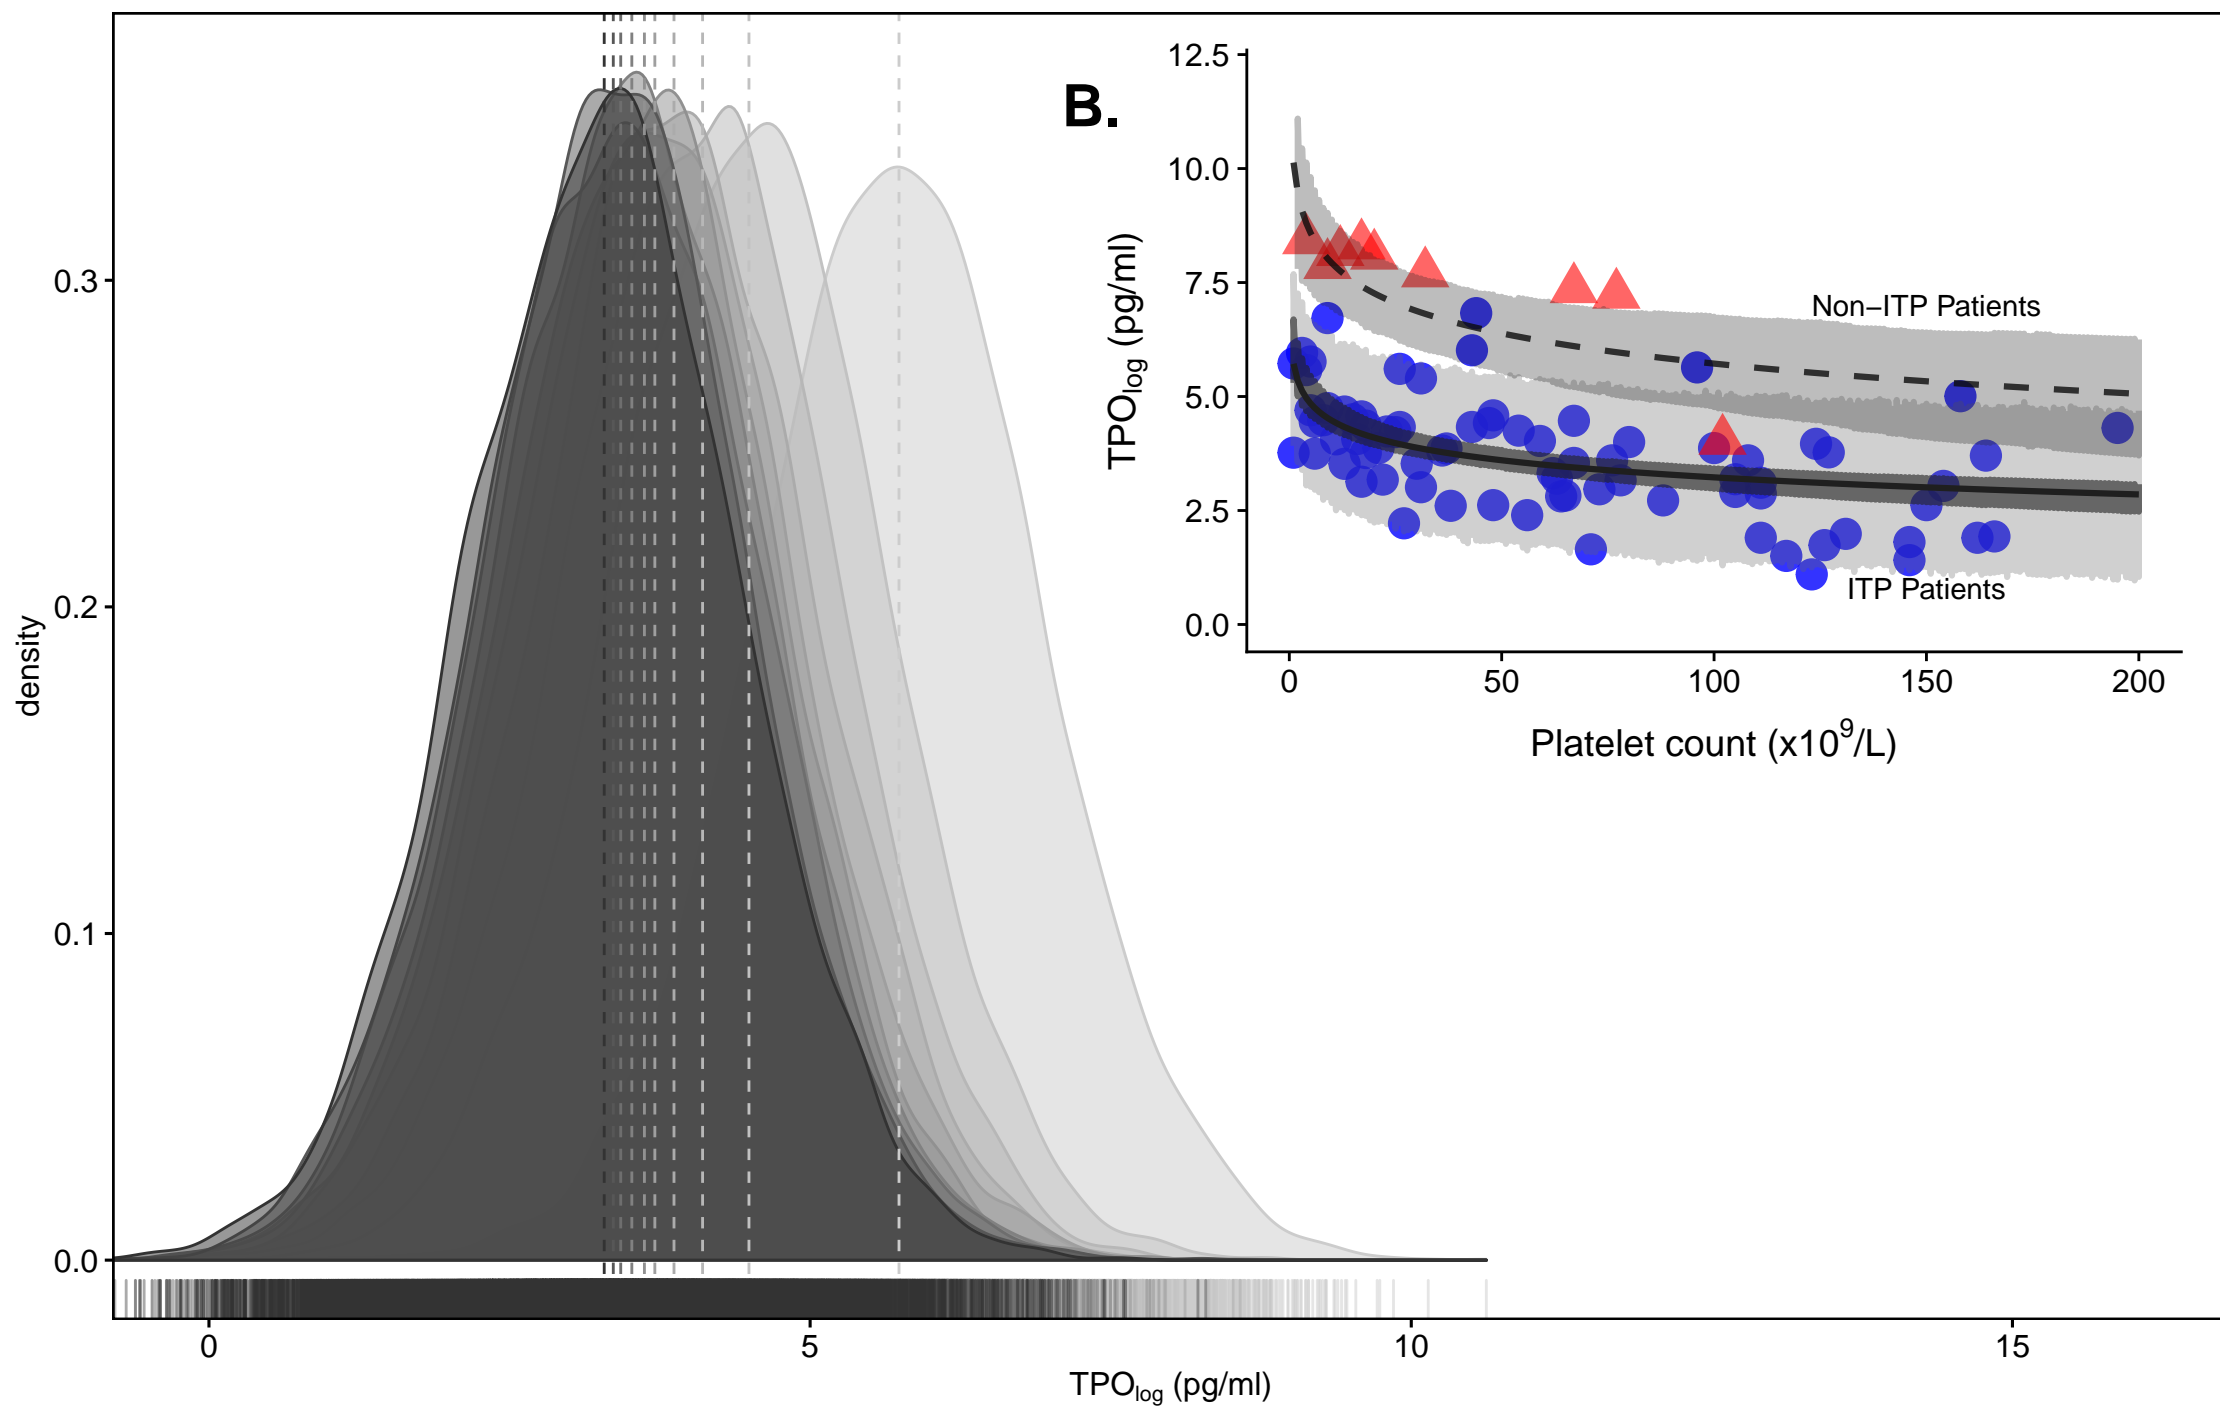 B.
12.5
10.0
7.5
5.0
2.5
0.0
TPOlog (pg/ml)
Non−ITP Patients
ITP Patients
0 50 100 150 200
Platelet count (x10⁹/L)
0.3
0.2
0.1
0.0
density
0 5 10 15
TPOlog (pg/ml)